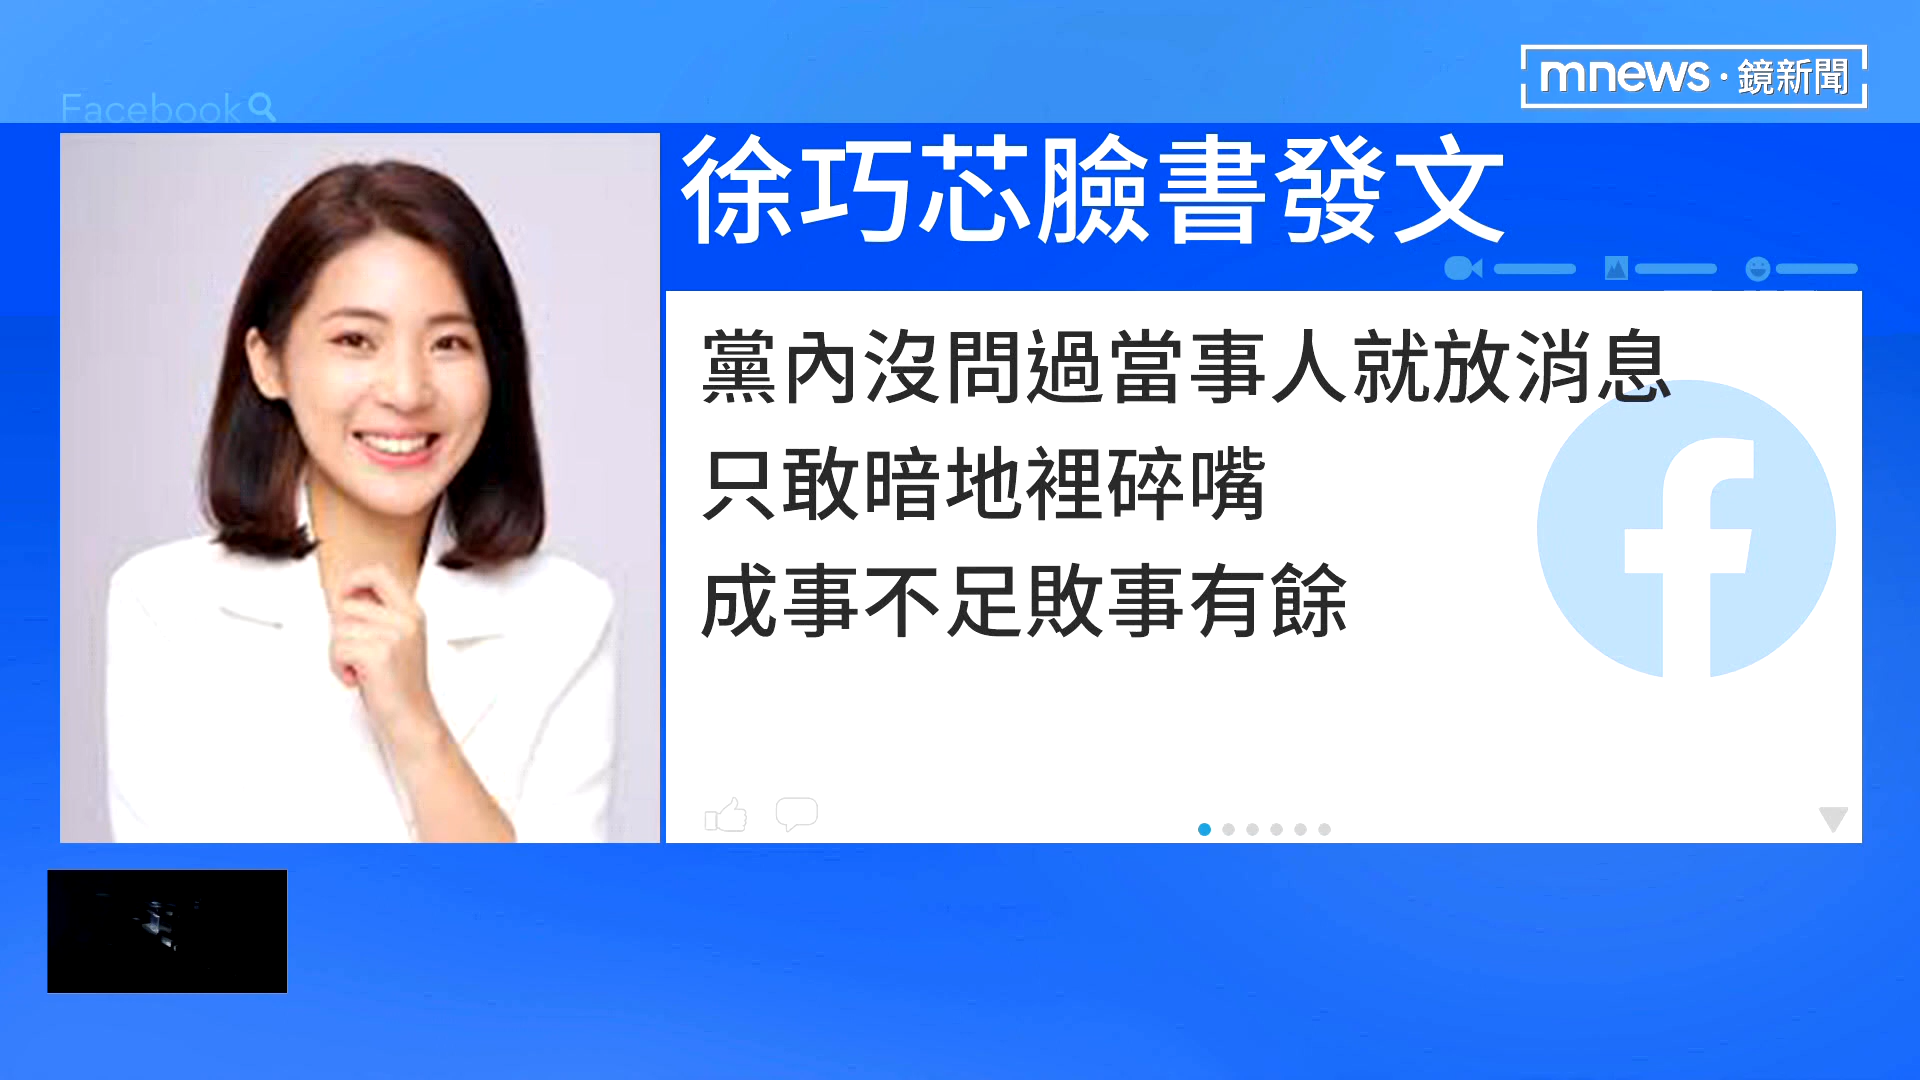 Facebook
mnews·鏡新聞
徐巧芯臉書發文
黨內沒問過當事人就放消息
只敢暗地裡碎嘴
成事不足敗事有餘